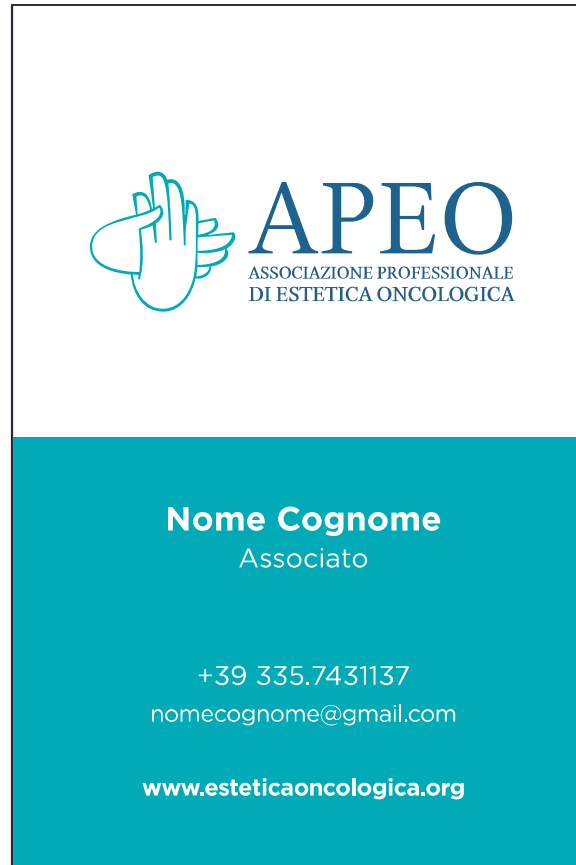 APEO
ASSOCIAZIONE PROFESSIONALE
DI ESTETICA ONCOLOGICA
Nome Cognome
Associato
+39 335.7431137
nomecognome@gmail.com
www.esteticaoncologica.org